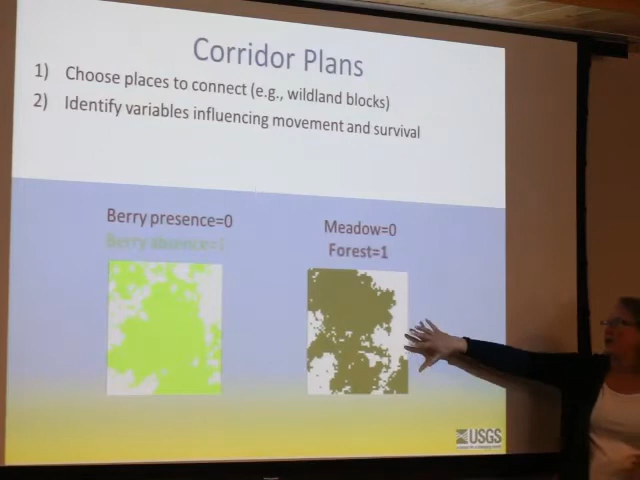 Corridor Plans
1) Choose places to connect (e.g., wildland blocks)
2) Identify variables influencing movement and survival
Berry presence=0
Meadow=0
Berry absence=1
Forest=1
USGS